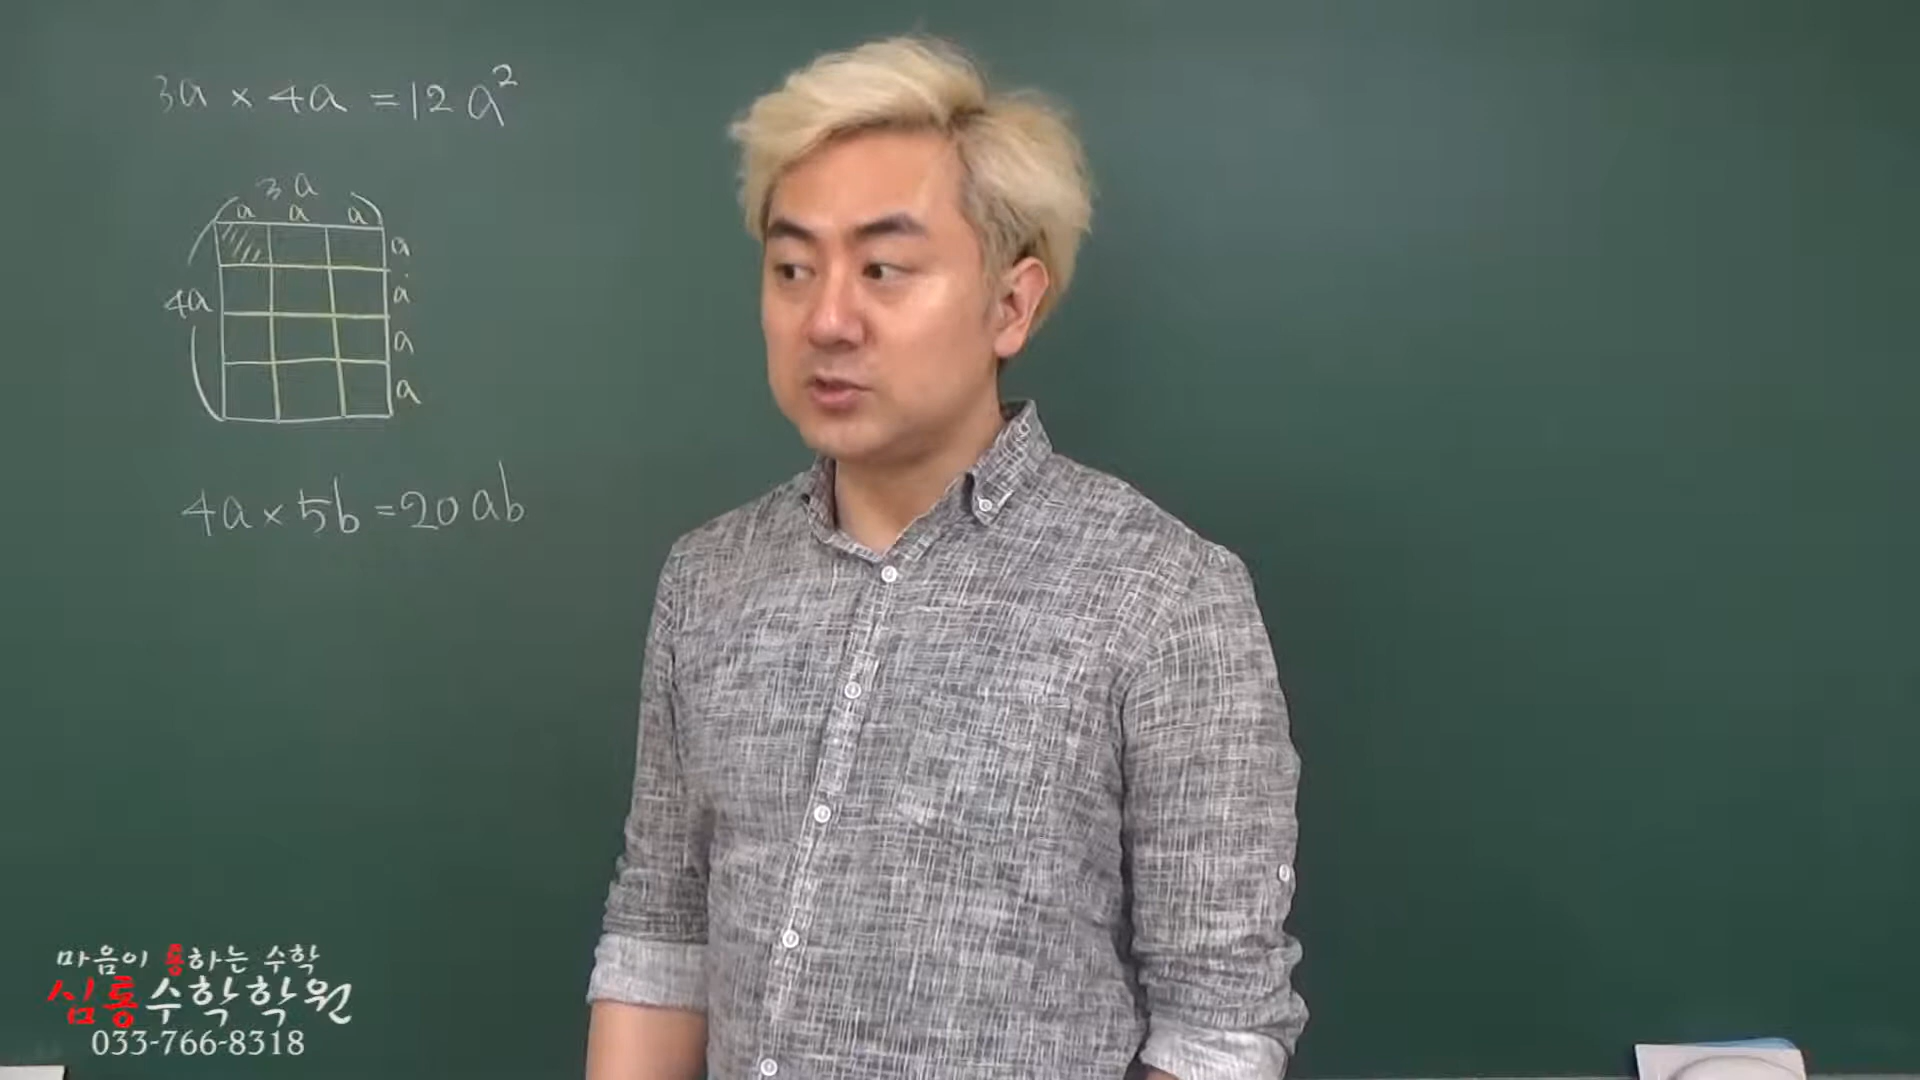 3a × 4a = 12a²
3a
a a a
a
4a
a
a
a
4a × 5b = 20ab
마음이 통하는 수학
심통수학학원
033-766-8318